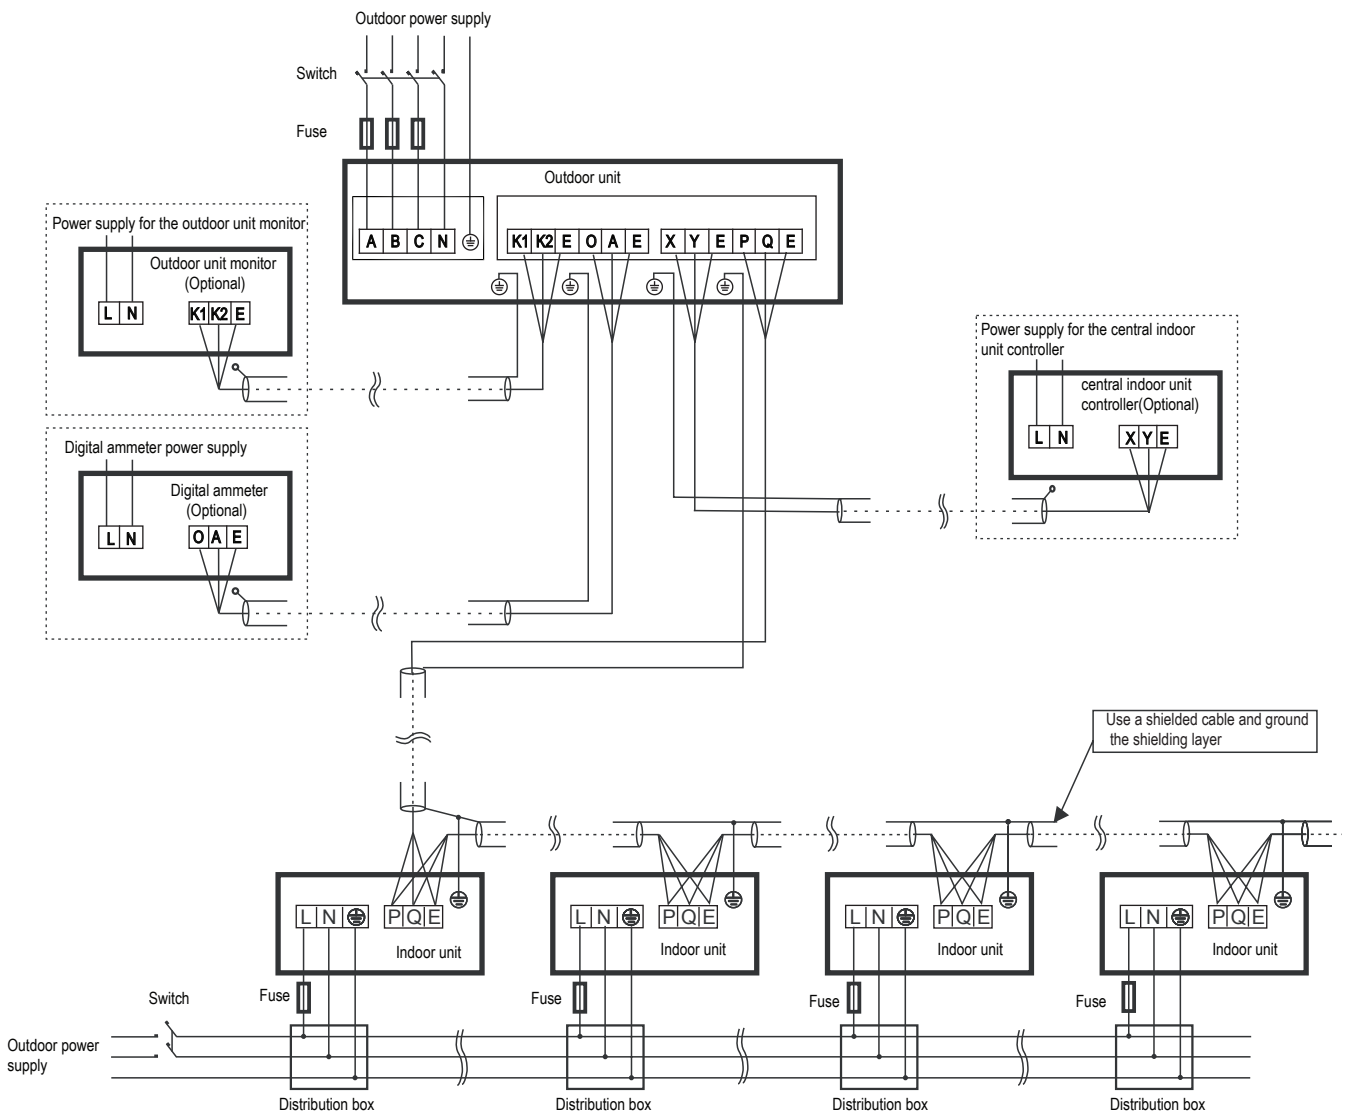 Outdoor power supply
Switch
Fuse
Outdoor unit
A B C N
K1 K2 E O A E X Y E P Q E
Power supply for the outdoor unit monitor
Outdoor unit monitor
(Optional)
L N K1 K2 E
Power supply for the central indoor
unit controller
central indoor unit
controller(Optional)
L N X Y E
Digital ammeter power supply
Digital ammeter
(Optional)
L N O A E
Use a shielded cable and ground
the shielding layer
L N P Q E
Indoor unit
L N P Q E
Indoor unit
L N P Q E
Indoor unit
L N P Q E
Indoor unit
Fuse
Fuse
Fuse
Fuse
Switch
Outdoor power
supply
Distribution box
Distribution box
Distribution box
Distribution box